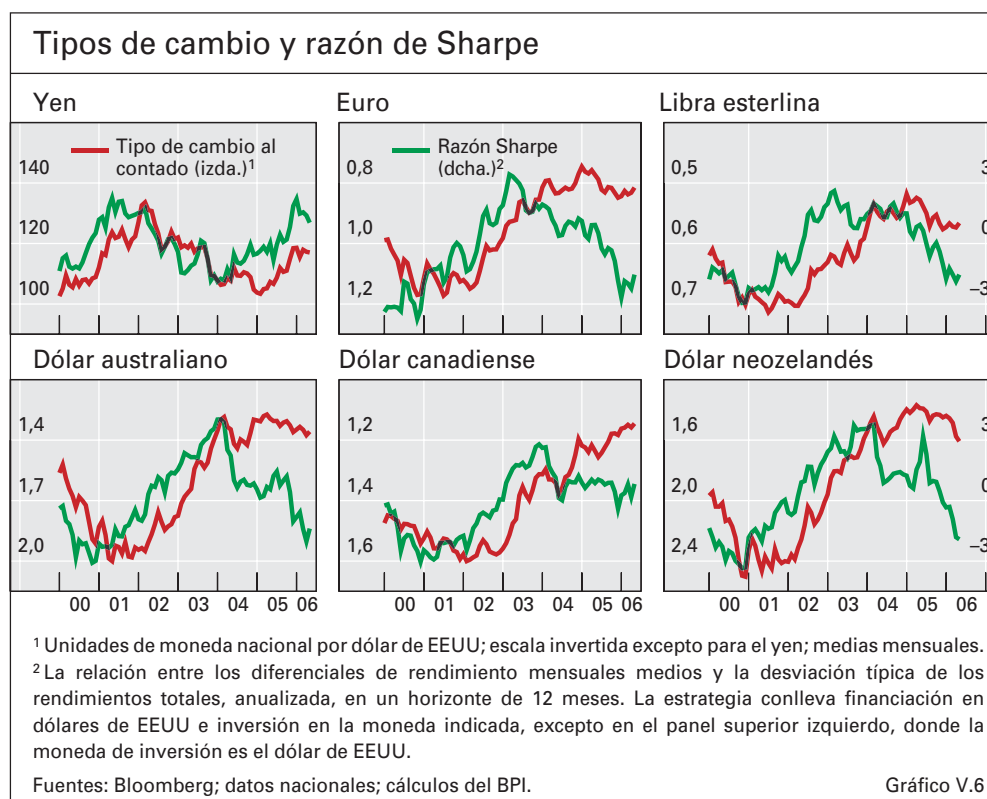 Tipos de cambio y razón de Sharpe
Yen
Euro
Libra esterlina
Tipo de cambio al
contado (izda.)1
Razón Sharpe
(dcha.)2
140
120
100
0,8
1,0
1,2
0,5
0,6
0,7
3
0
–3
Dólar australiano
Dólar canadiense
Dólar neozelandés
1,4
1,7
2,0
1,2
1,4
1,6
1,6
2,0
2,4
3
0
–3
00 01 02 03 04 05 06
00 01 02 03 04 05 06
00 01 02 03 04 05 06
1 Unidades de moneda nacional por dólar de EEUU; escala invertida excepto para el yen; medias mensuales.
2 La relación entre los diferenciales de rendimiento mensuales medios y la desviación típica de los
rendimientos totales, anualizada, en un horizonte de 12 meses. La estrategia conlleva financiación en
dólares de EEUU e inversión en la moneda indicada, excepto en el panel superior izquierdo, donde la
moneda de inversión es el dólar de EEUU.
Fuentes: Bloomberg; datos nacionales; cálculos del BPI.
Gráfico V.6